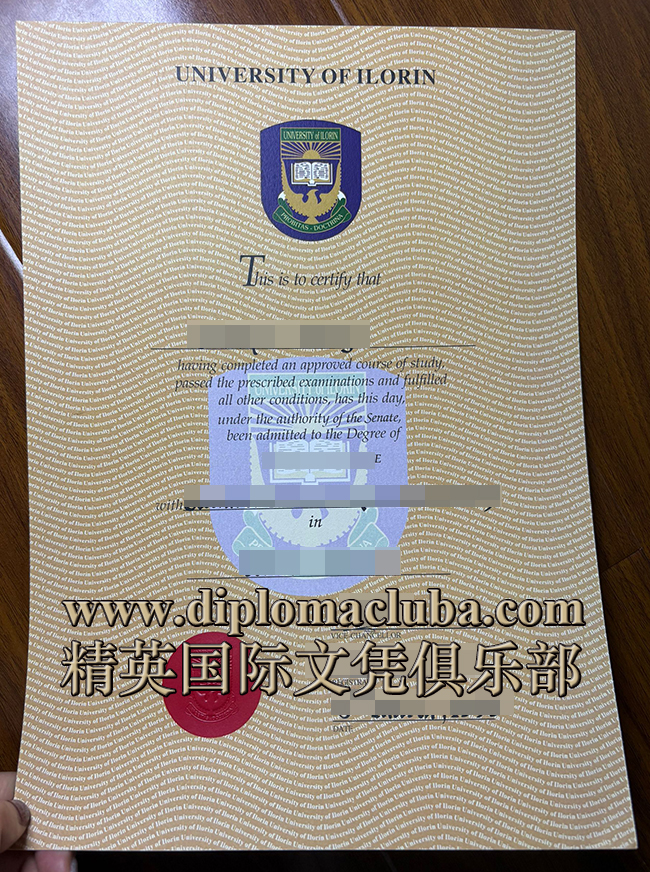 UNIVERSITY OF ILORIN
UNIVERSITY of ILORIN
PROBITAS - DOCTRINA
This is to certify that
having completed an approved course of study,
passed the prescribed examinations and fulfilled
all other conditions, has this day,
under the authority of the Senate,
been admitted to the Degree of
E
with
in
www.diplomacluba.com
VICE CHANCELLOR
精英国际文凭俱乐部
DATE